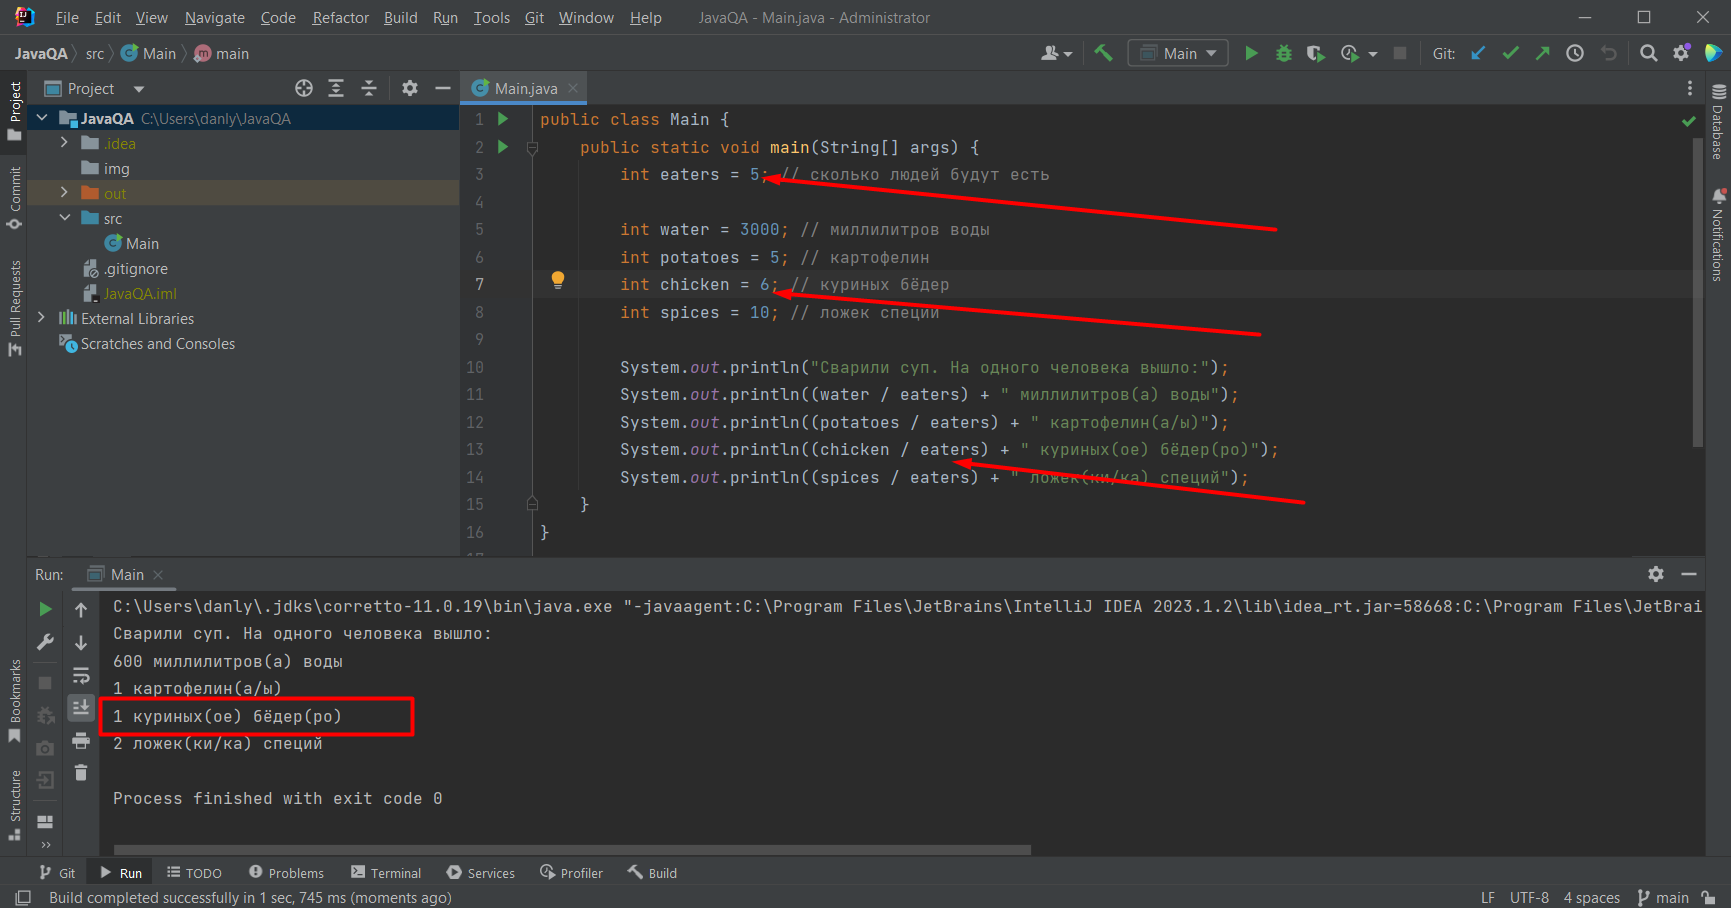 File Edit View Navigate Code Refactor Build Run Tools Git Window Help JavaQA - Main.java - Administrator
JavaQA src Main main Main Git:
Project
Commit
Pull Requests
Bookmarks
Structure
Project
JavaQA C:\Users\danly\JavaQA
.idea
img
out
src
Main
.gitignore
JavaQA.iml
External Libraries
Scratches and Consoles
Main.java
1 public class Main {
2 public static void main(String[] args) {
3 int eaters = 5; // сколько людей будут есть
4
5 int water = 3000; // миллилитров воды
6 int potatoes = 5; // картофелин
7 int chicken = 6; // куриных бёдер
8 int spices = 10; // ложек специй
9
10 System.out.println("Сварили суп. На одного человека вышло:");
11 System.out.println((water / eaters) + " миллилитров(а) воды");
12 System.out.println((potatoes / eaters) + " картофелин(а/ы)");
13 System.out.println((chicken / eaters) + " куриных(ое) бёдер(ро)");
14 System.out.println((spices / eaters) + " ложек(ки/ка) специй");
15 }
16 }
Database
Notifications
Run: Main
C:\Users\danly\.jdks\corretto-11.0.19\bin\java.exe "-javaagent:C:\Program Files\JetBrains\IntelliJ IDEA 2023.1.2\lib\idea_rt.jar=58668:C:\Program Files\JetBrai
Сварили суп. На одного человека вышло:
600 миллилитров(а) воды
1 картофелин(а/ы)
1 куриных(ое) бёдер(ро)
2 ложек(ки/ка) специй
Process finished with exit code 0
Git Run TODO Problems Terminal Services Profiler Build
Build completed successfully in 1 sec, 745 ms (moments ago) LF UTF-8 4 spaces main